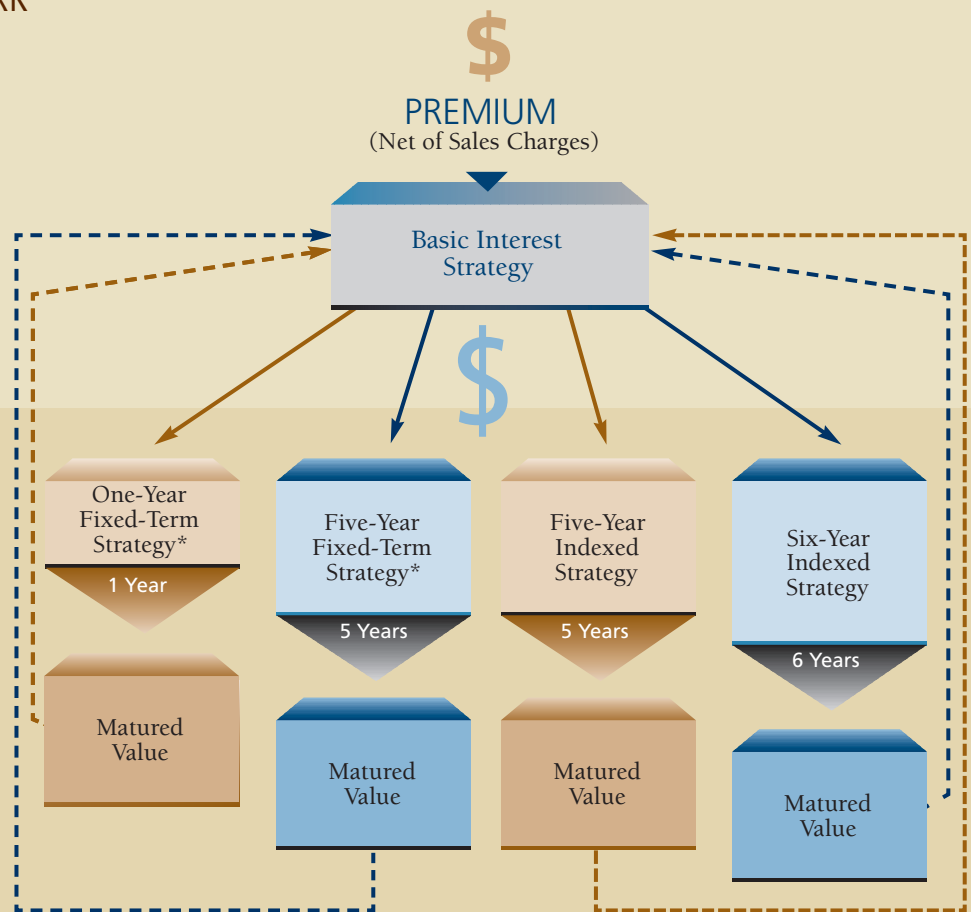 $
PREMIUM
(Net of Sales Charges)
Basic Interest
Strategy
$
One-Year
Fixed-Term
Strategy*
1 Year
Matured
Value
Five-Year
Fixed-Term
Strategy*
5 Years
Matured
Value
Five-Year
Indexed
Strategy
5 Years
Matured
Value
Six-Year
Indexed
Strategy
6 Years
Matured
Value